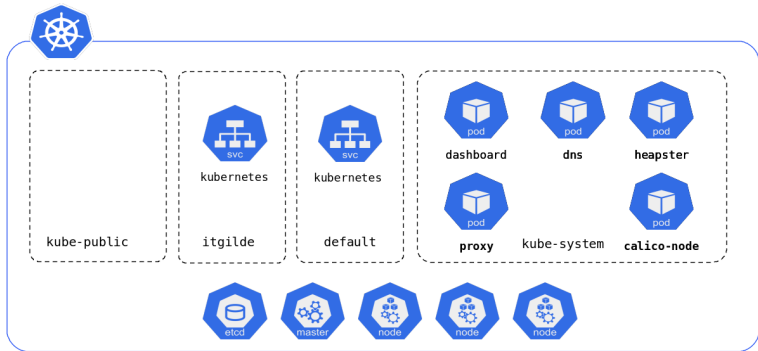 svc
svc
pod
pod
pod
kubernetes
kubernetes
dashboard
dns
heapster
pod
pod
kube-public
itgilde
default
proxy
kube-system
calico-node
etcd
master
node
node
node